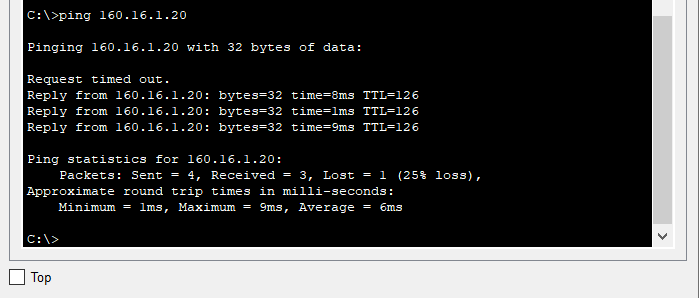 C:\>ping 160.16.1.20
Pinging 160.16.1.20 with 32 bytes of data:
Request timed out.
Reply from 160.16.1.20: bytes=32 time=8ms TTL=126
Reply from 160.16.1.20: bytes=32 time=1ms TTL=126
Reply from 160.16.1.20: bytes=32 time=9ms TTL=126
Ping statistics for 160.16.1.20:
Packets: Sent = 4, Received = 3, Lost = 1 (25% loss),
Approximate round trip times in milli-seconds:
Minimum = 1ms, Maximum = 9ms, Average = 6ms
C:\>
Top